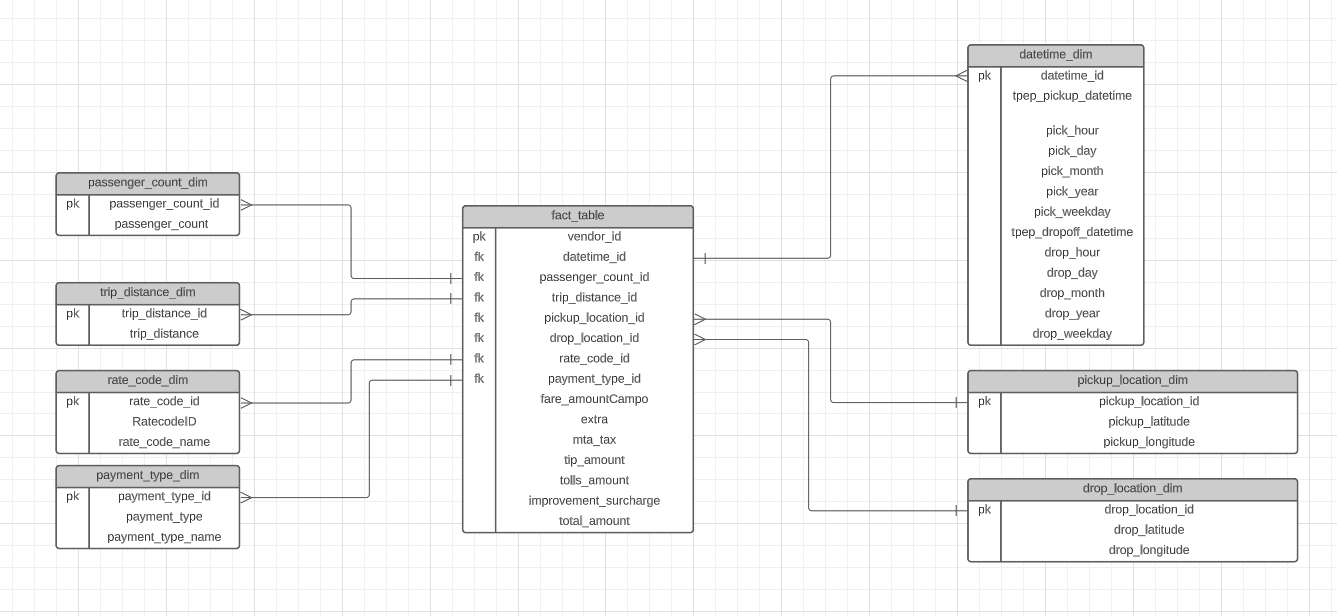 passenger_count_dim
pk passenger_count_id
passenger_count
trip_distance_dim
pk trip_distance_id
trip_distance
rate_code_dim
pk rate_code_id
RatecodeID
rate_code_name
payment_type_dim
pk payment_type_id
payment_type
payment_type_name
fact_table
pk vendor_id
fk datetime_id
fk passenger_count_id
fk trip_distance_id
fk pickup_location_id
fk drop_location_id
fk rate_code_id
fk payment_type_id
fare_amountCampo
extra
mta_tax
tip_amount
tolls_amount
improvement_surcharge
total_amount
datetime_dim
pk datetime_id
tpep_pickup_datetime
pick_hour
pick_day
pick_month
pick_year
pick_weekday
tpep_dropoff_datetime
drop_hour
drop_day
drop_month
drop_year
drop_weekday
pickup_location_dim
pk pickup_location_id
pickup_latitude
pickup_longitude
drop_location_dim
pk drop_location_id
drop_latitude
drop_longitude